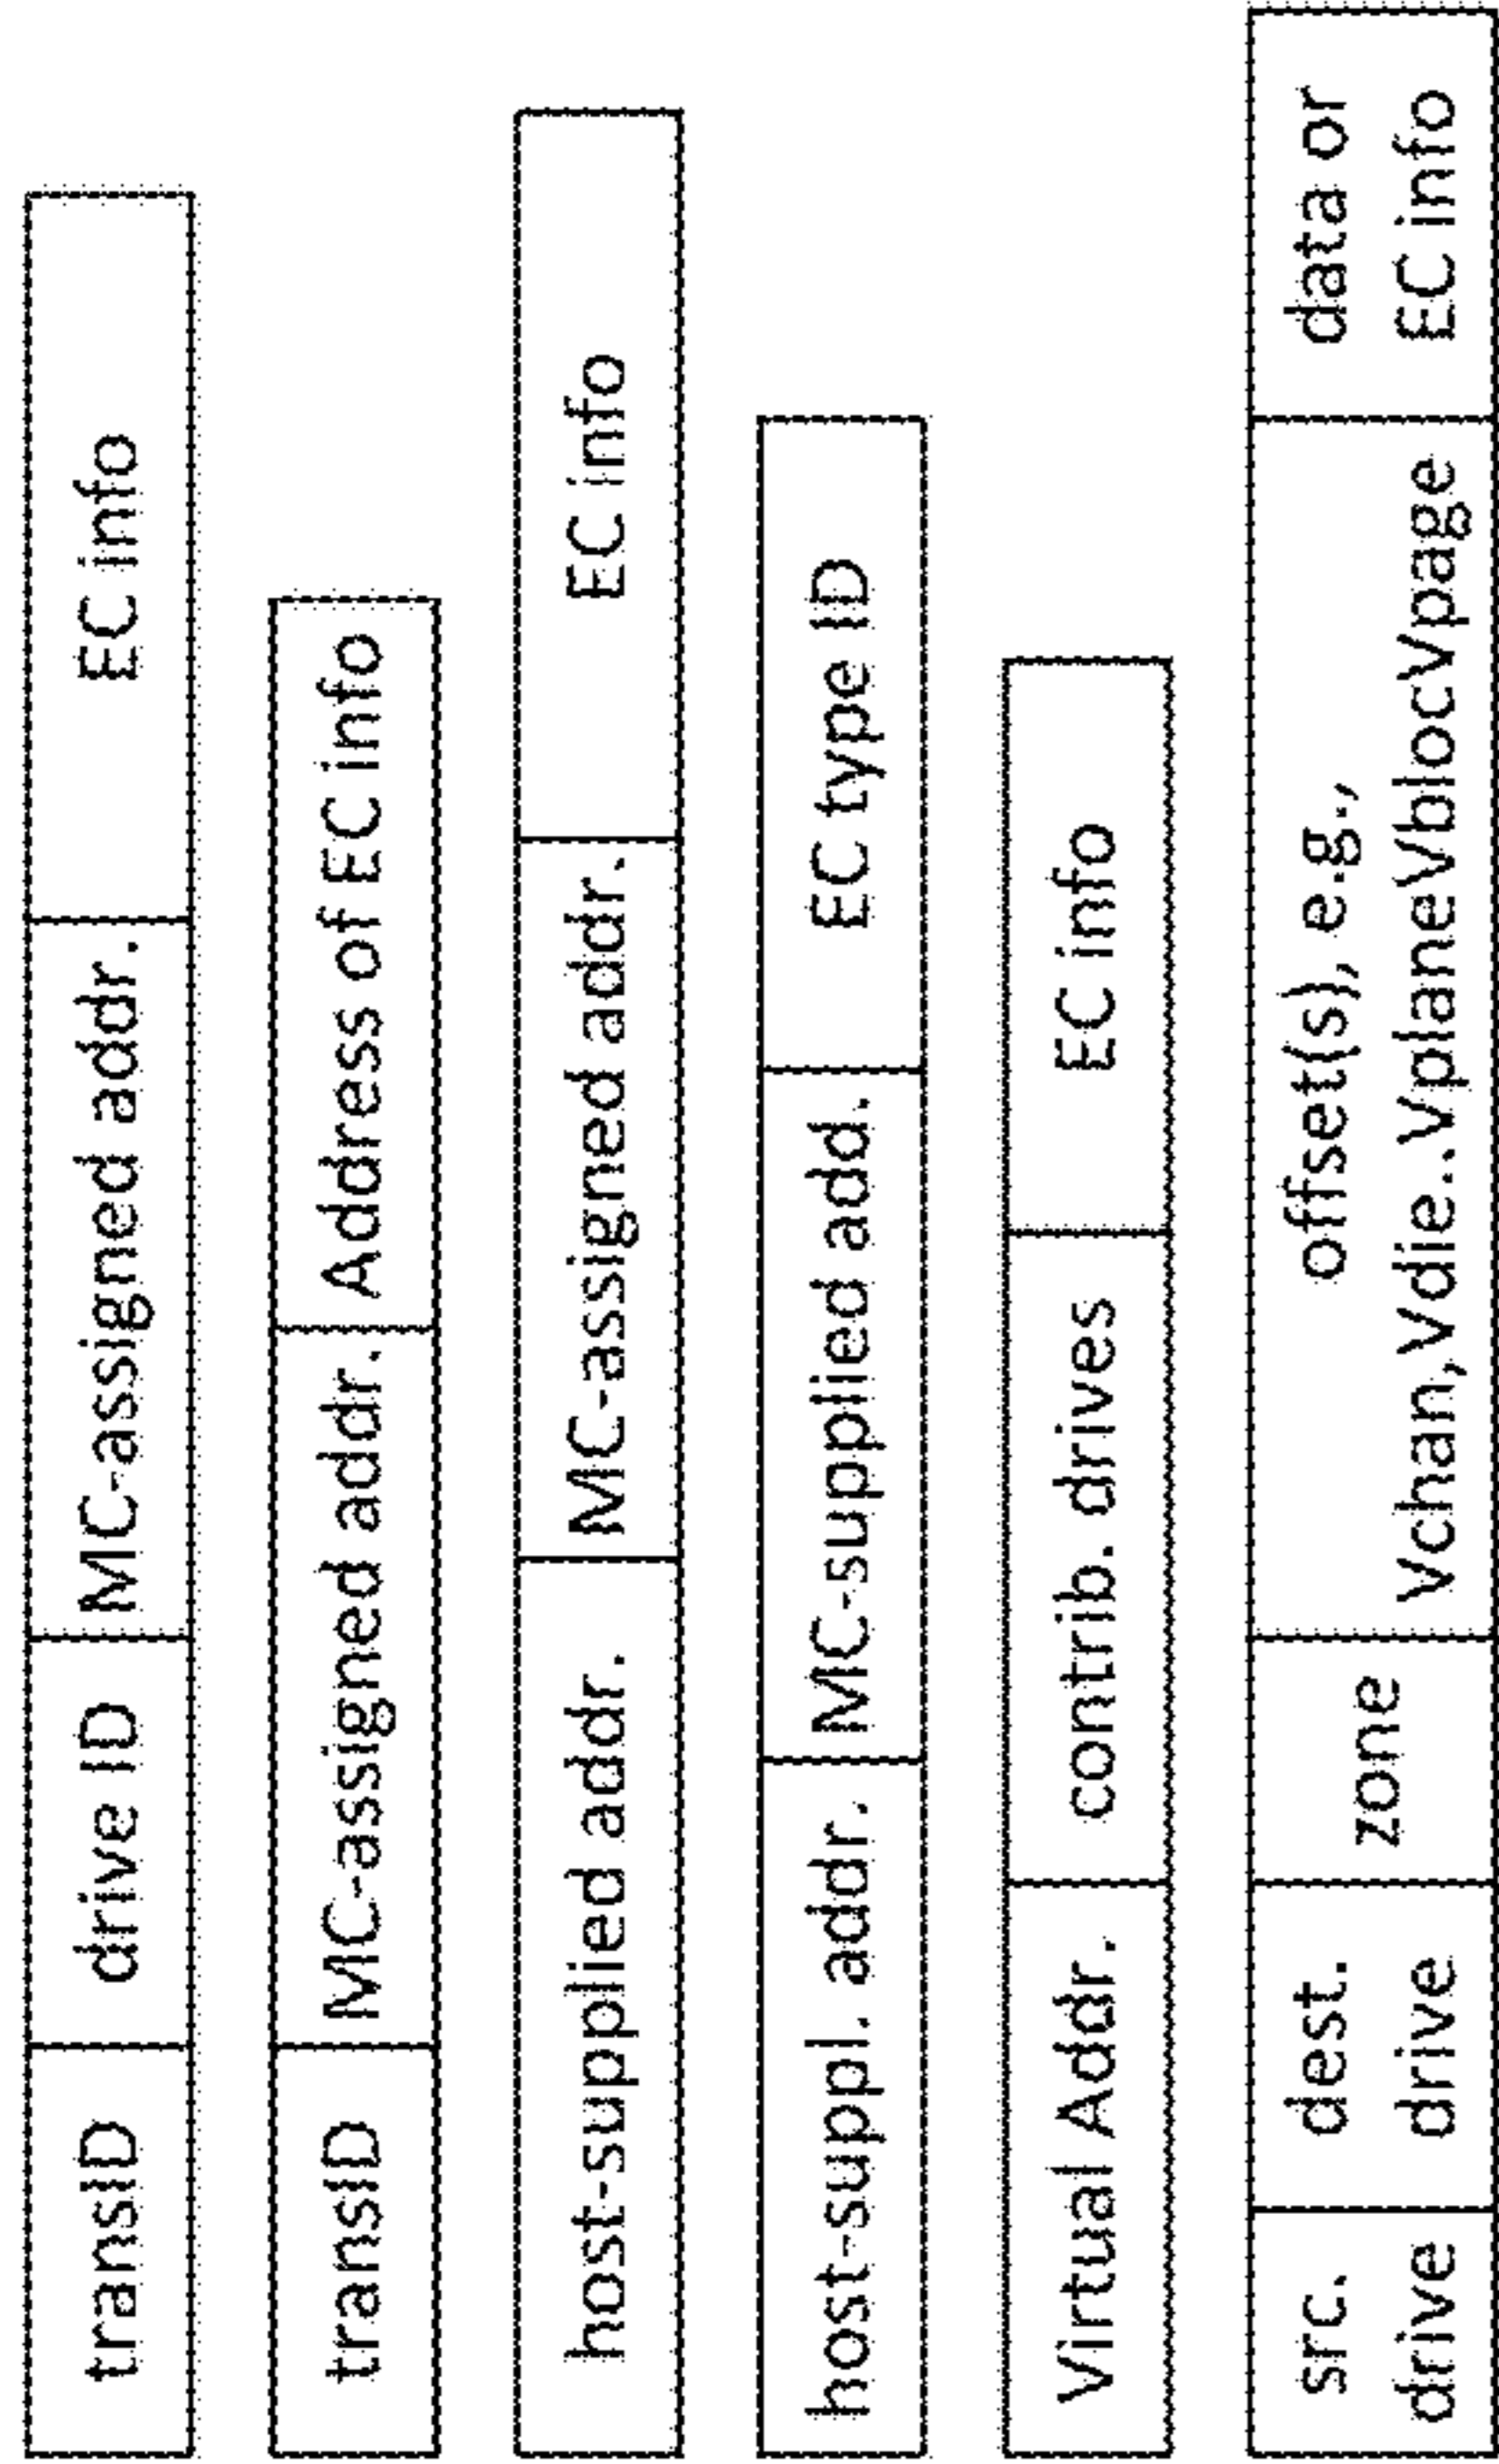 transID drive ID MC-assigned addr. EC info
transID MC-assigned addr. Address of EC info
host-supplied addr. MC-assigned addr. EC info
host-suppl. addr. MC-supplied add. EC type ID
Virtual Addr. contrib. drives EC info
src. dest. zone offset(s), e.g., data or
drive drive Vchan,Vdie..VplaneVblocVpage EC info